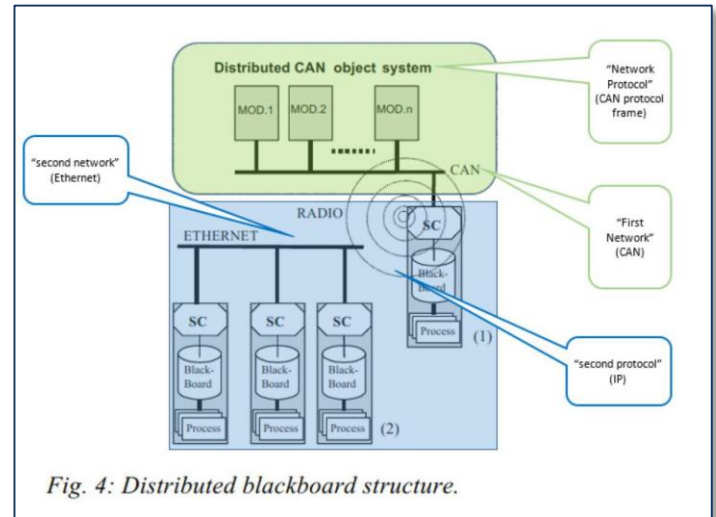 Distributed CAN object system
MOD.1 MOD.2 MOD.n
CAN
"Network
Protocol"
(CAN protocol
frame)
"second network"
(Ethernet)
"First
Network"
(CAN)
RADIO
ETHERNET
SC
Black-
Board
Process
(1)
SC SC SC
Black-
Board
Black-
Board
Black-
Board
Process Process Process
(2)
"second protocol"
(IP)
Fig. 4: Distributed blackboard structure.